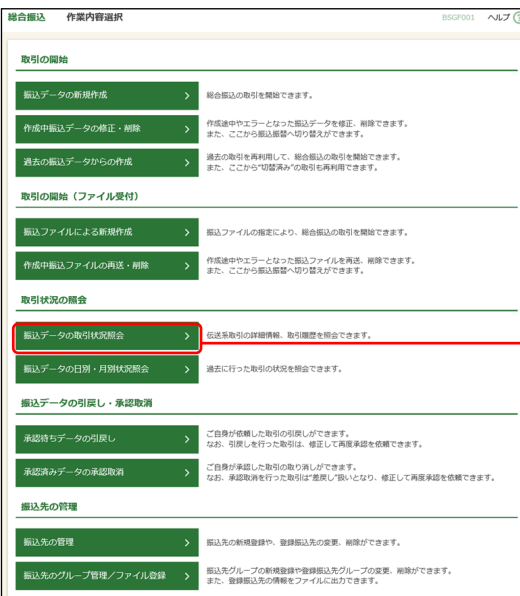 総合振込 作業内容選択 BSGF001 ヘルプ ?
取引の開始
振込データの新規作成 > 総合振込の取引を開始できます。
作成中振込データの修正・削除 > 作成途中やエラーとなった振込データを修正、削除できます。
また、ここから振込振替へ切り替えができます。
過去の振込データからの作成 > 過去の取引を再利用して、総合振込の取引を開始できます。
また、ここから“切替済み”の取引も再利用できます。
取引の開始（ファイル受付）
振込ファイルによる新規作成 > 振込ファイルの指定により、総合振込の取引を開始できます。
作成中振込ファイルの再送・削除 > 作成途中やエラーとなった振込ファイルを再送、削除できます。
また、ここから振込振替へ切り替えができます。
取引状況の照会
振込データの取引状況照会 > 伝送系取引の詳細情報、取引履歴を照会できます。
振込データの日別・月別状況照会 > 過去に行った取引の状況を照会できます。
振込データの引戻し・承認取消
承認待ちデータの引戻し > ご自身が依頼した取引の引戻しができます。
なお、引戻しを行った取引は、修正して再度承認を依頼できます。
承認済みデータの承認取消 > ご自身が承認した取引の取り消しができます。
なお、承認取消を行った取引は“差戻し”扱いとなり、修正して再度承認を依頼できます。
振込先の管理
振込先の管理 > 振込先の新規登録や、登録振込先の変更、削除ができます。
振込先のグループ管理／ファイル登録 > 振込先グループの新規登録や登録振込先グループの変更、削除ができます。
また、登録振込先の情報をファイルに出力できます。